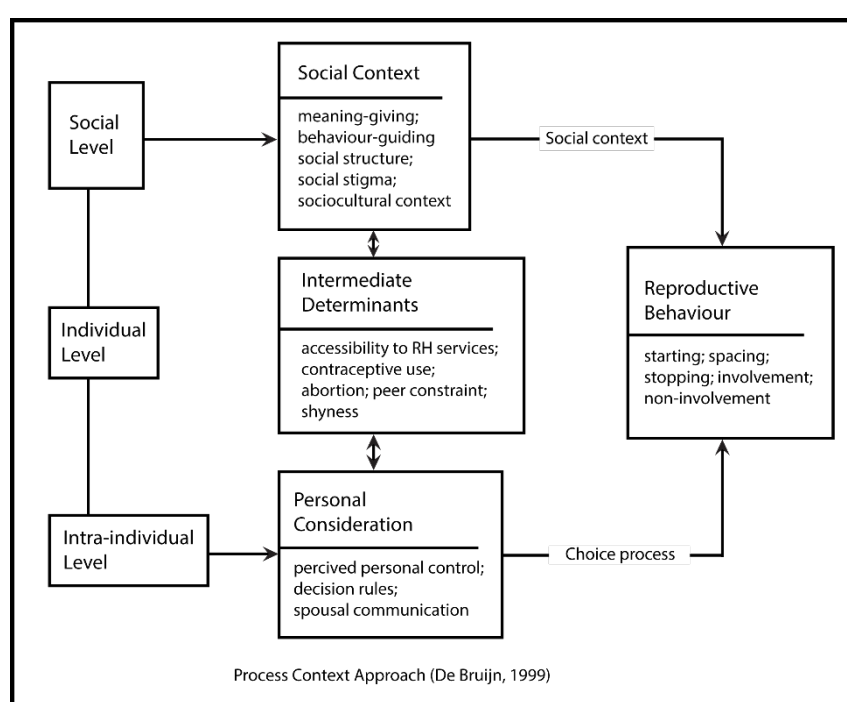 Social
Level
Individual
Level
Intra-individual
Level
Social Context
meaning-giving;
behaviour-guiding
social structure;
social stigma;
sociocultural context
Intermediate
Determinants
accessibility to RH services;
contraceptive use;
abortion; peer constraint;
shyness
Personal
Consideration
percived personal control;
decision rules;
spousal communication
Social context
Choice process
Reproductive
Behaviour
starting; spacing;
stopping; involvement;
non-involvement
Process Context Approach (De Bruijn, 1999)